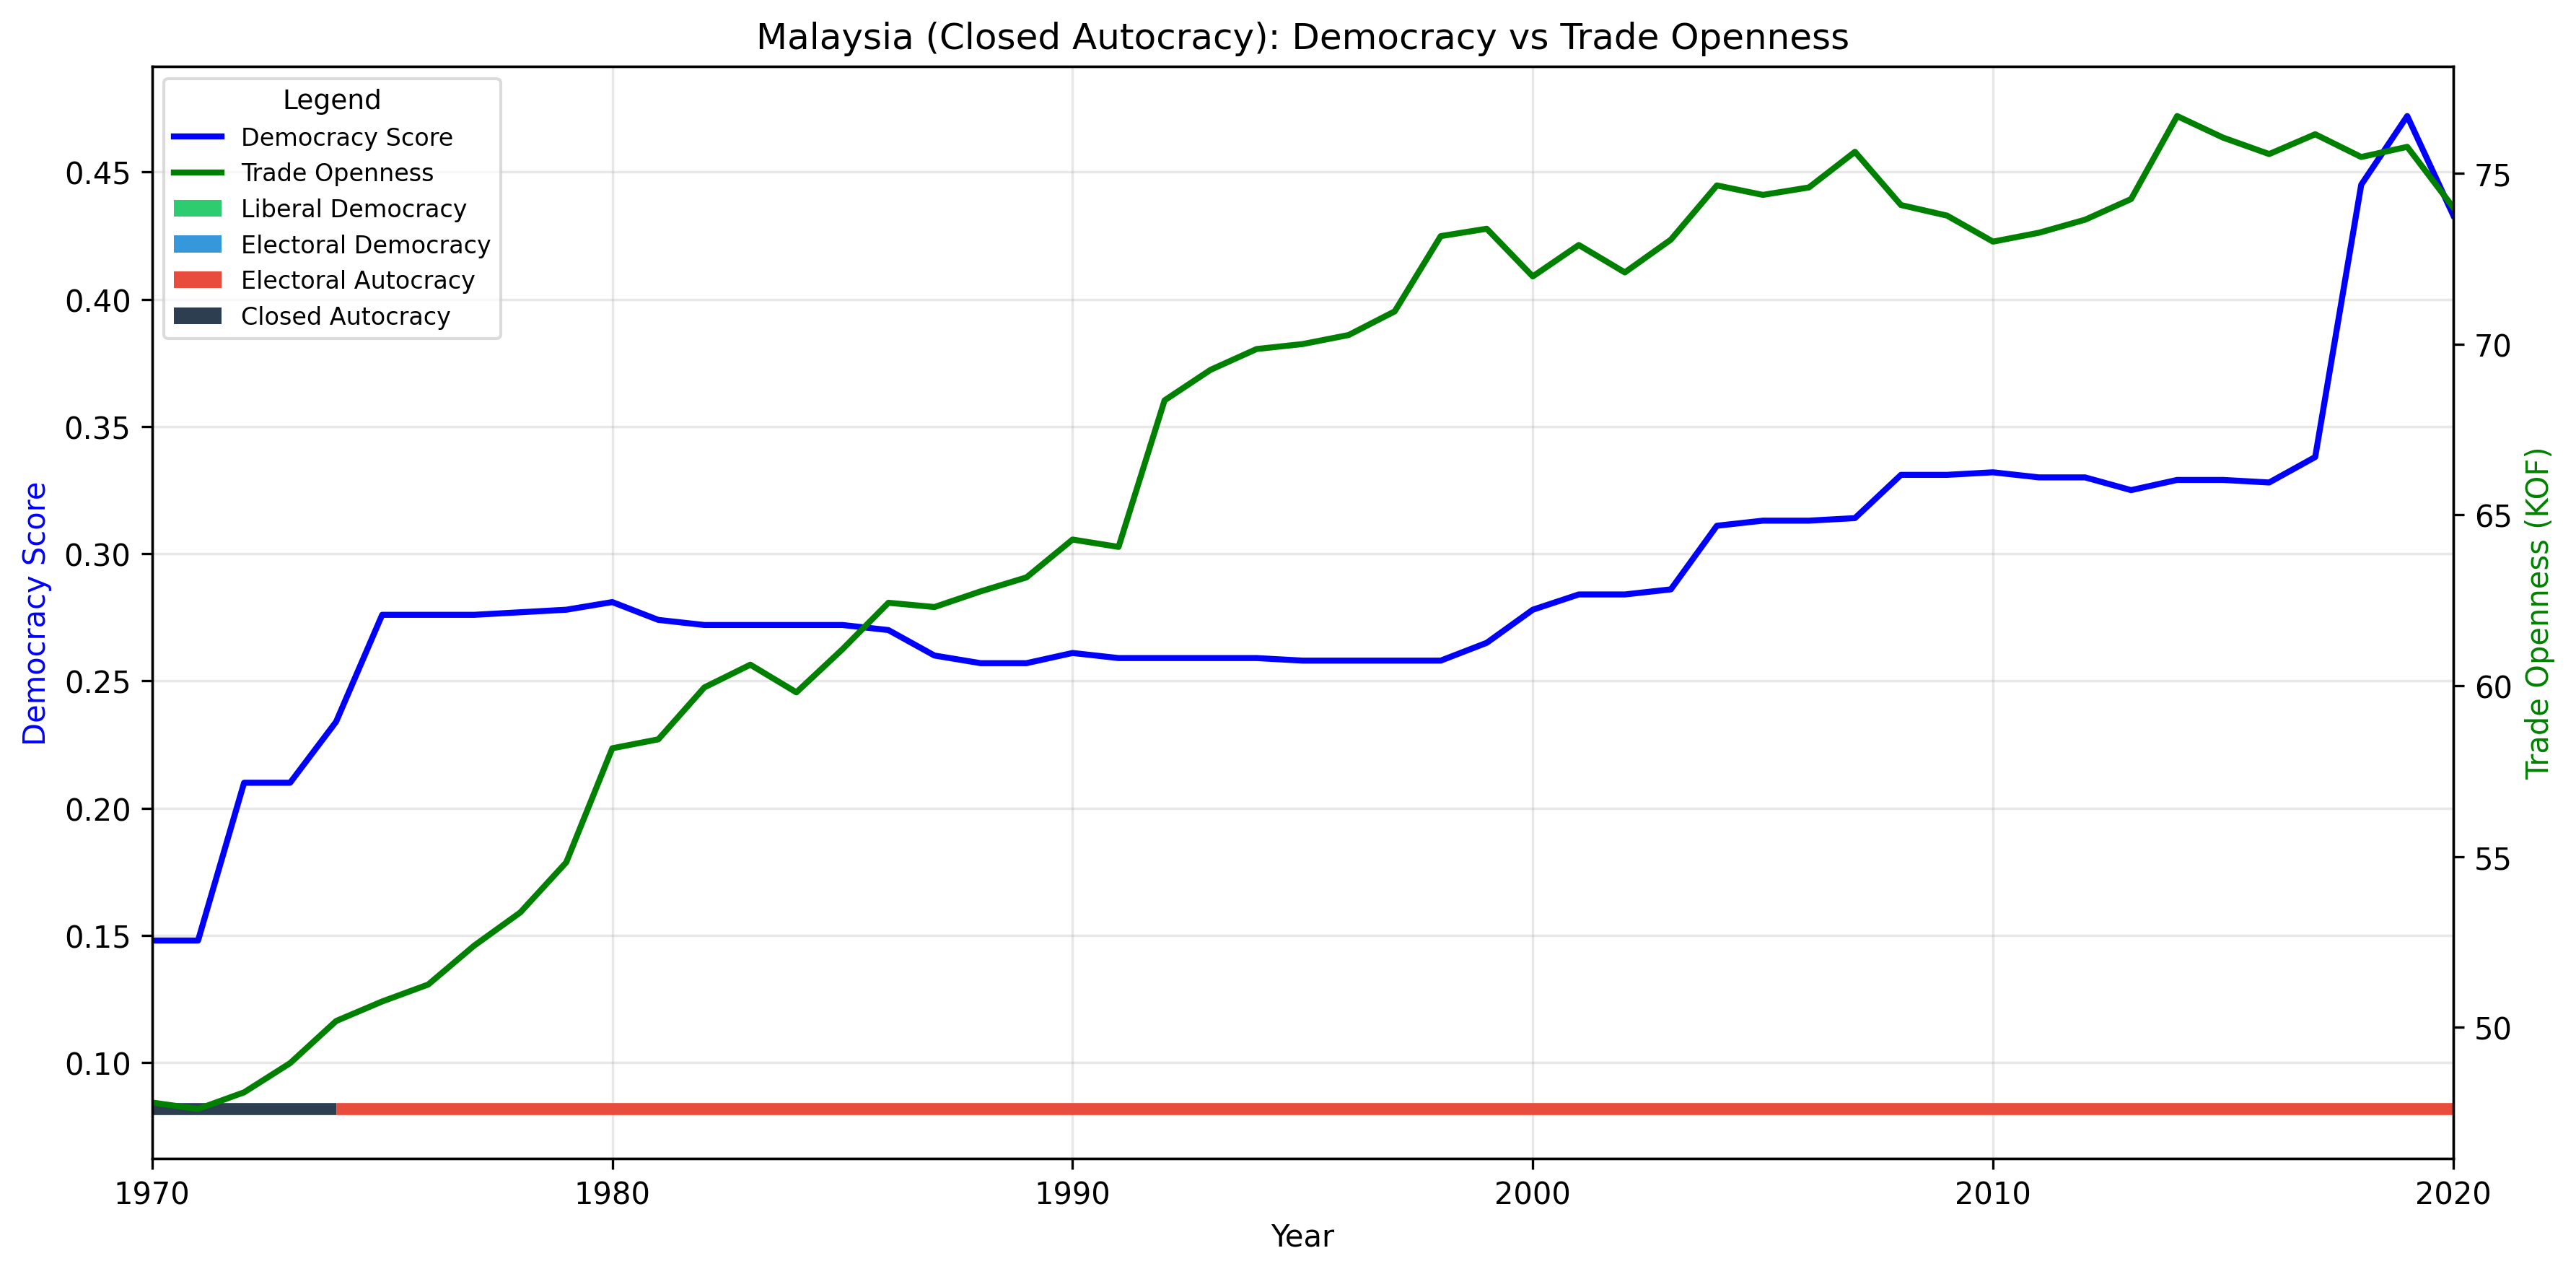 Malaysia (Closed Autocracy): Democracy vs Trade Openness
Legend
Democracy Score
Trade Openness
Liberal Democracy
Electoral Democracy
Electoral Autocracy
Closed Autocracy
Democracy Score
0.45
0.40
0.35
0.30
0.25
0.20
0.15
0.10
75
70
65
60
55
50
Trade Openness (KOF)
1970
1980
1990
2000
2010
2020
Year